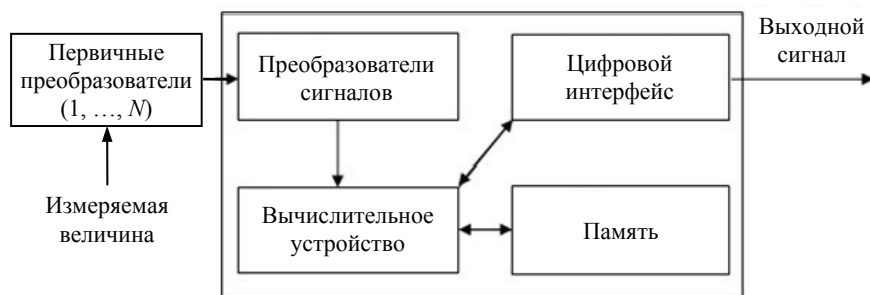 Первичные
преобразователи
(1, …, N)
Преобразователи
сигналов
Цифровой
интерфейс
Выходной
сигнал
Измеряемая
величина
Вычислительное
устройство
Память